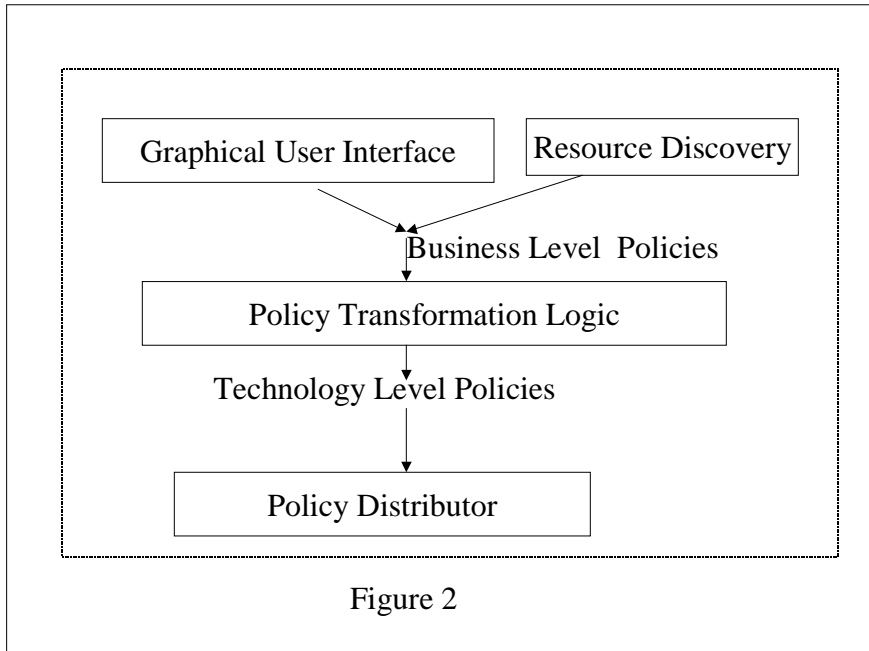 Graphical User Interface
Resource Discovery
Business Level Policies
Policy Transformation Logic
Technology Level Policies
Policy Distributor
Figure 2